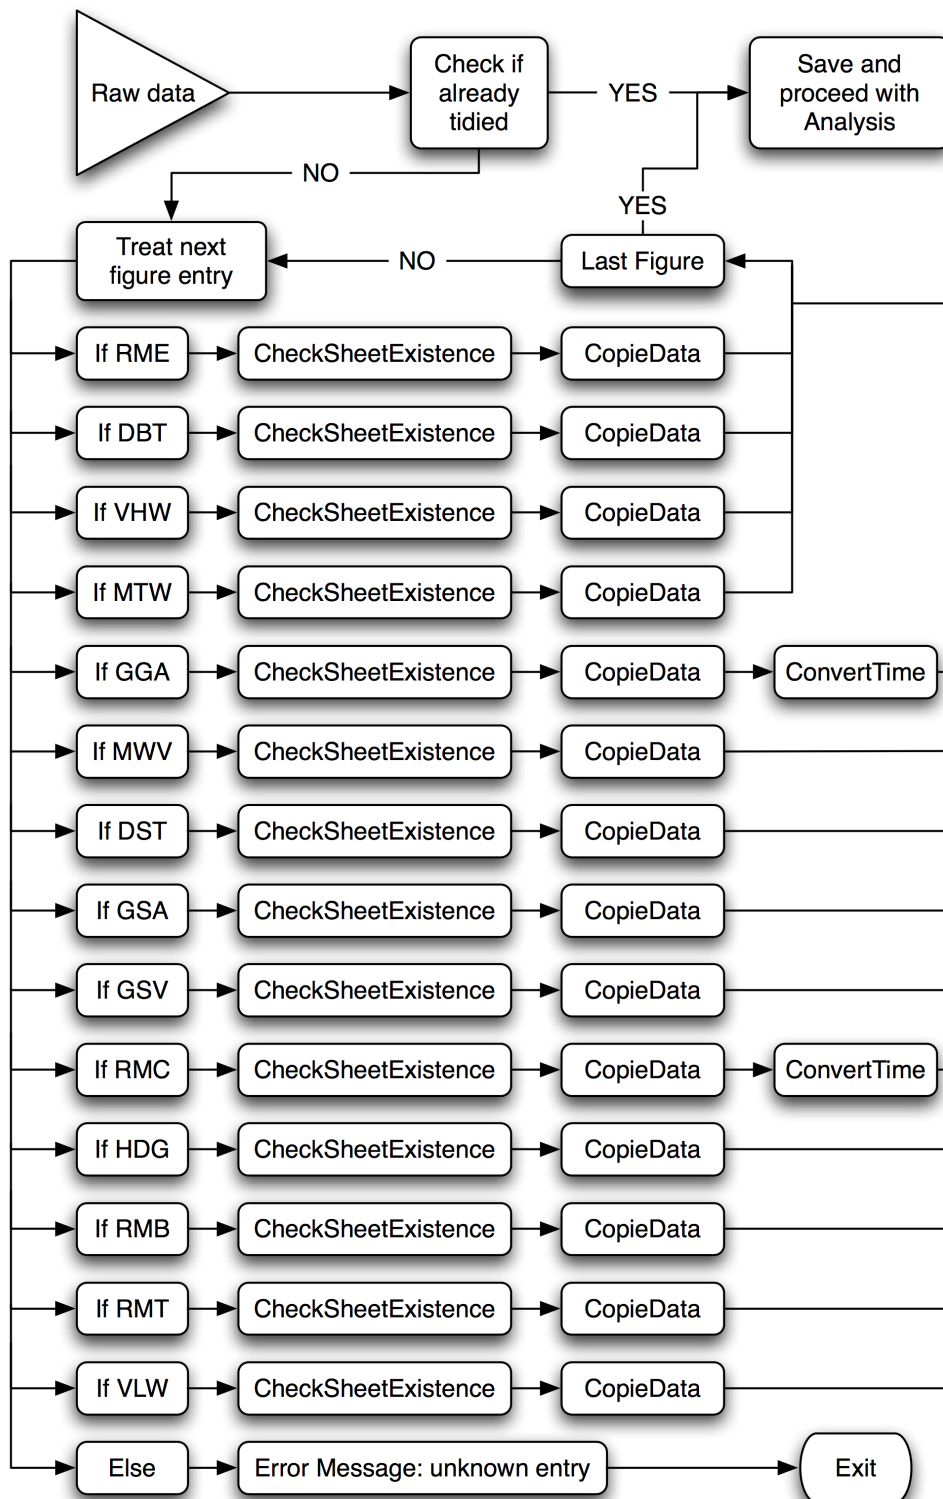 Raw data
Check if
already
tidied
YES
Save and
proceed with
Analysis
NO
YES
Treat next
figure entry
NO
Last Figure
If RME CheckSheetExistence CopieData
If DBT CheckSheetExistence CopieData
If VHW CheckSheetExistence CopieData
If MTW CheckSheetExistence CopieData
If GGA CheckSheetExistence CopieData ConvertTime
If MWV CheckSheetExistence CopieData
If DST CheckSheetExistence CopieData
If GSA CheckSheetExistence CopieData
If GSV CheckSheetExistence CopieData
If RMC CheckSheetExistence CopieData ConvertTime
If HDG CheckSheetExistence CopieData
If RMB CheckSheetExistence CopieData
If RMT CheckSheetExistence CopieData
If VLW CheckSheetExistence CopieData
Else Error Message: unknown entry Exit